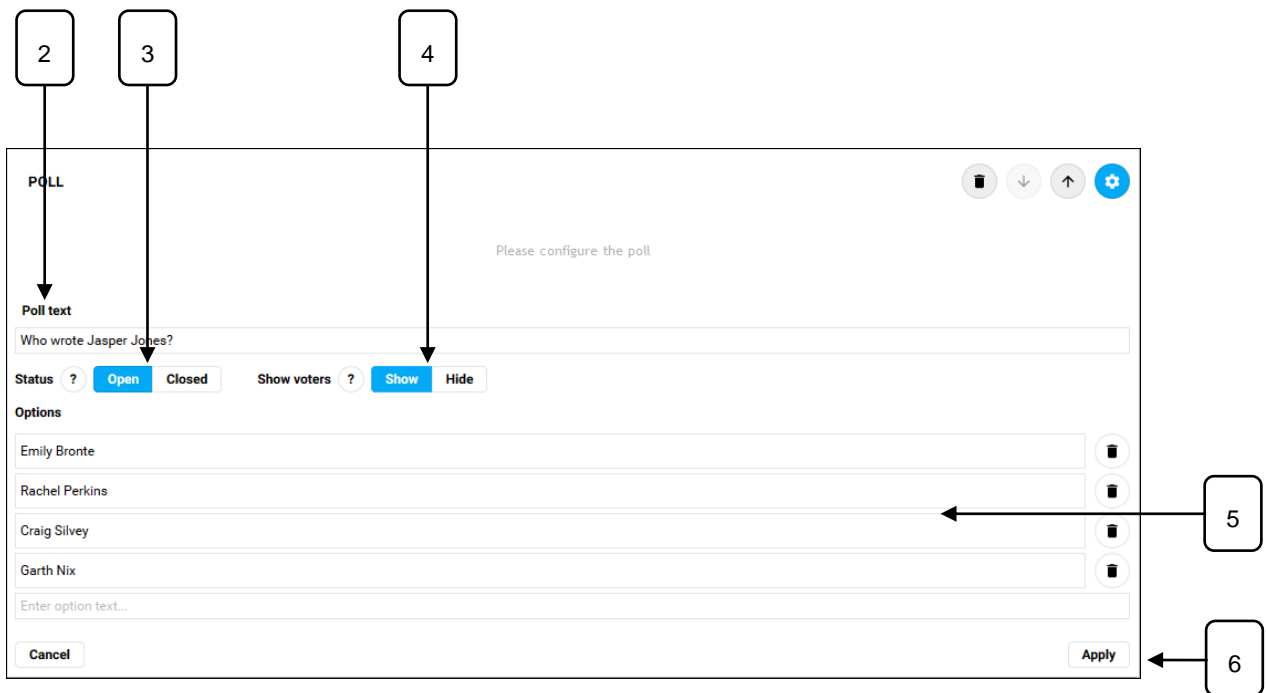 2 3 4
POLL
Please configure the poll
Poll text
Who wrote Jasper Jones?
Status ? Open Closed Show voters ? Show Hide
Options
Emily Bronte
Rachel Perkins
Craig Silvey
5
Garth Nix
Enter option text...
Cancel Apply
6